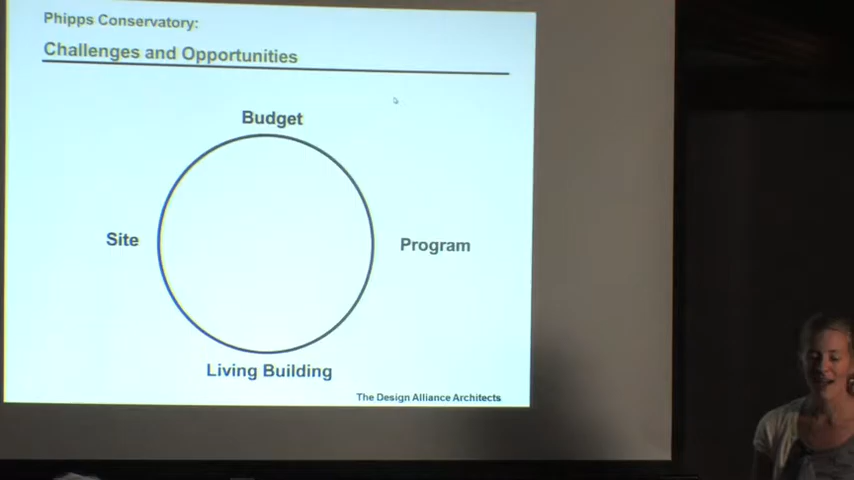 Phipps Conservatory:
Challenges and Opportunities
Budget
Site
Program
Living Building
The Design Alliance Architects